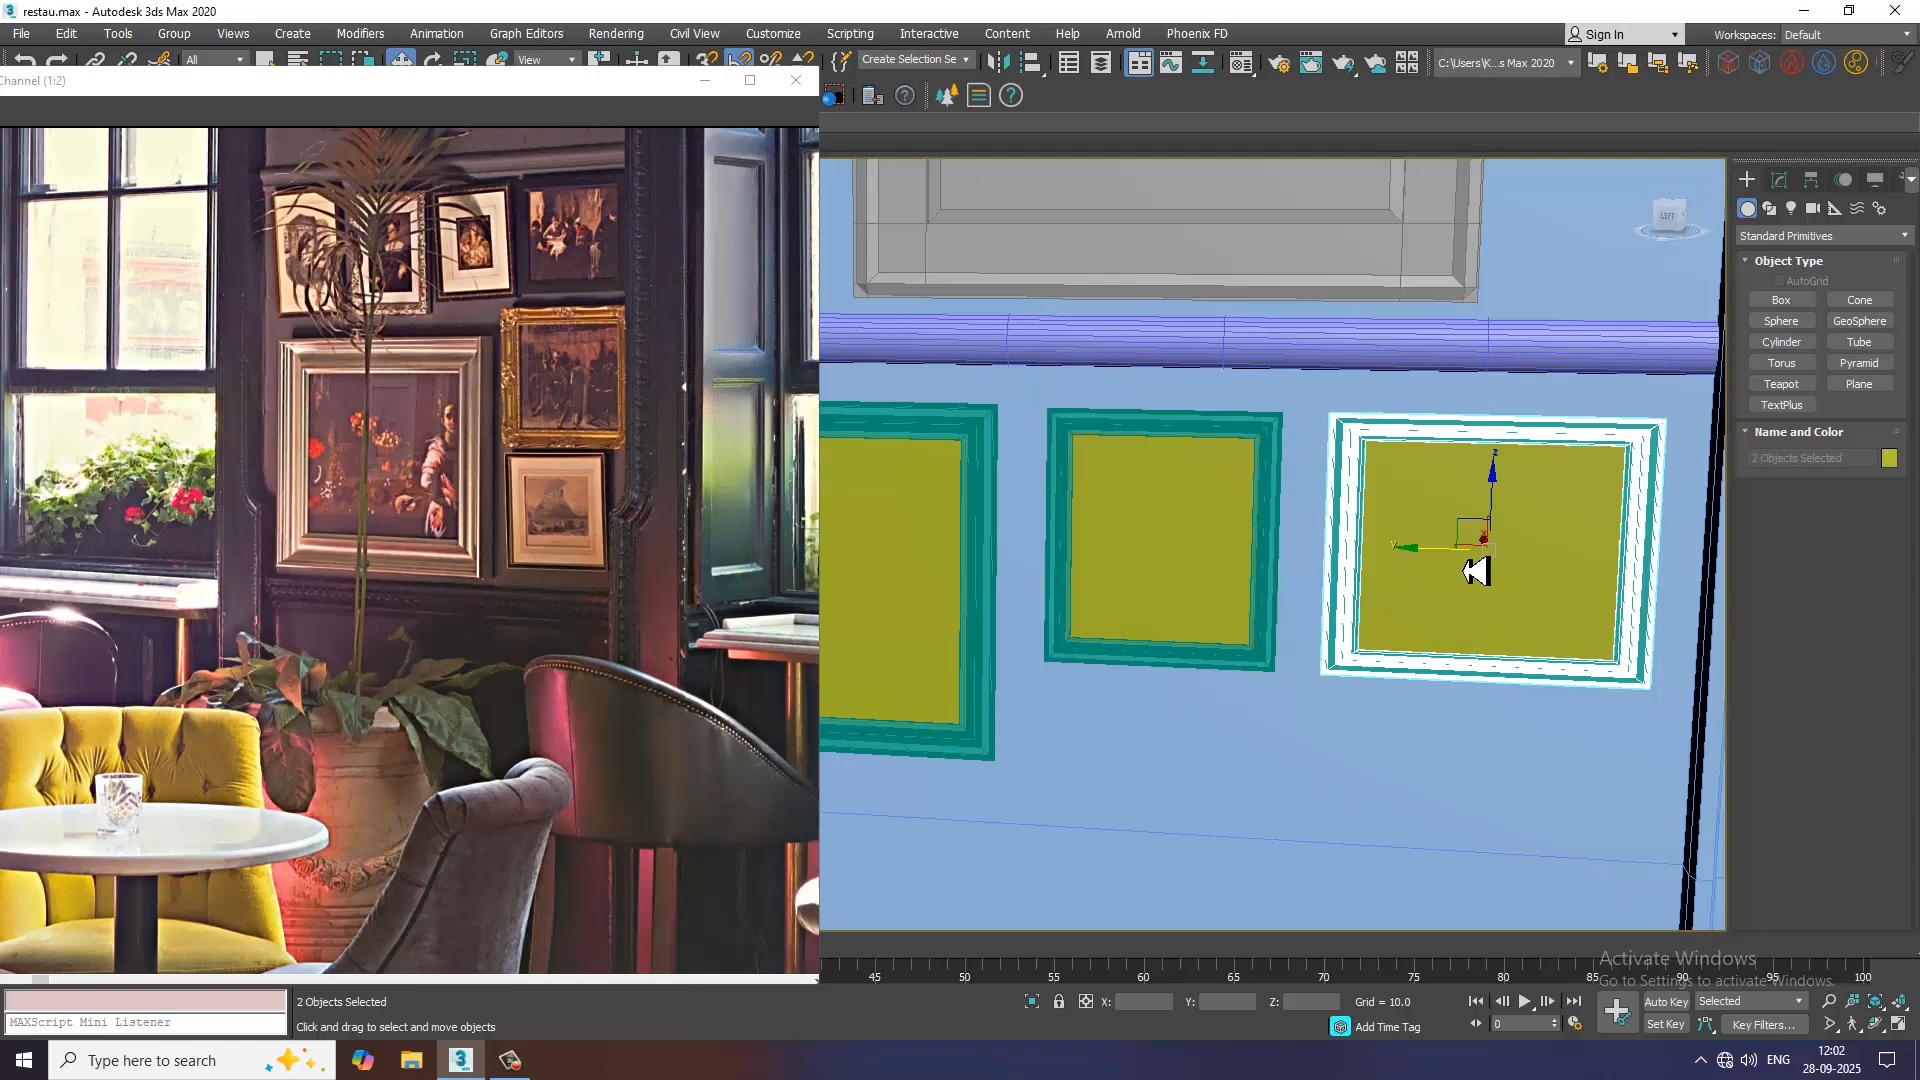 restau.max - Autodesk 3ds Max 2020
File Edit Tools Group Views Create Modifiers Animation Graph Editors Rendering Civil View Customize Scripting Interactive Content Help Arnold Phoenix FD
Sign In
Workspaces: Default
All
View
Create Selection Se
C:\Users\K...s Max 2020
Channel (1:2)
LEFT
Standard Primitives
Object Type
AutoGrid
Box Cone
Sphere GeoSphere
Cylinder Tube
Torus Pyramid
Teapot Plane
TextPlus
Name and Color
2 Objects Selected
z
y
x
Activate Windows
Go to Settings to activate Windows.
45 50 55 60 65 70 75 80 85 90 95 100
2 Objects Selected
X: Y: Z: Grid = 10.0
Auto Key Selected
MAXScript Mini Listener
Click and drag to select and move objects
Add Time Tag
0
Set Key Key Filters...
Type here to search
3
MAX
ENG
12:02
28-09-2025